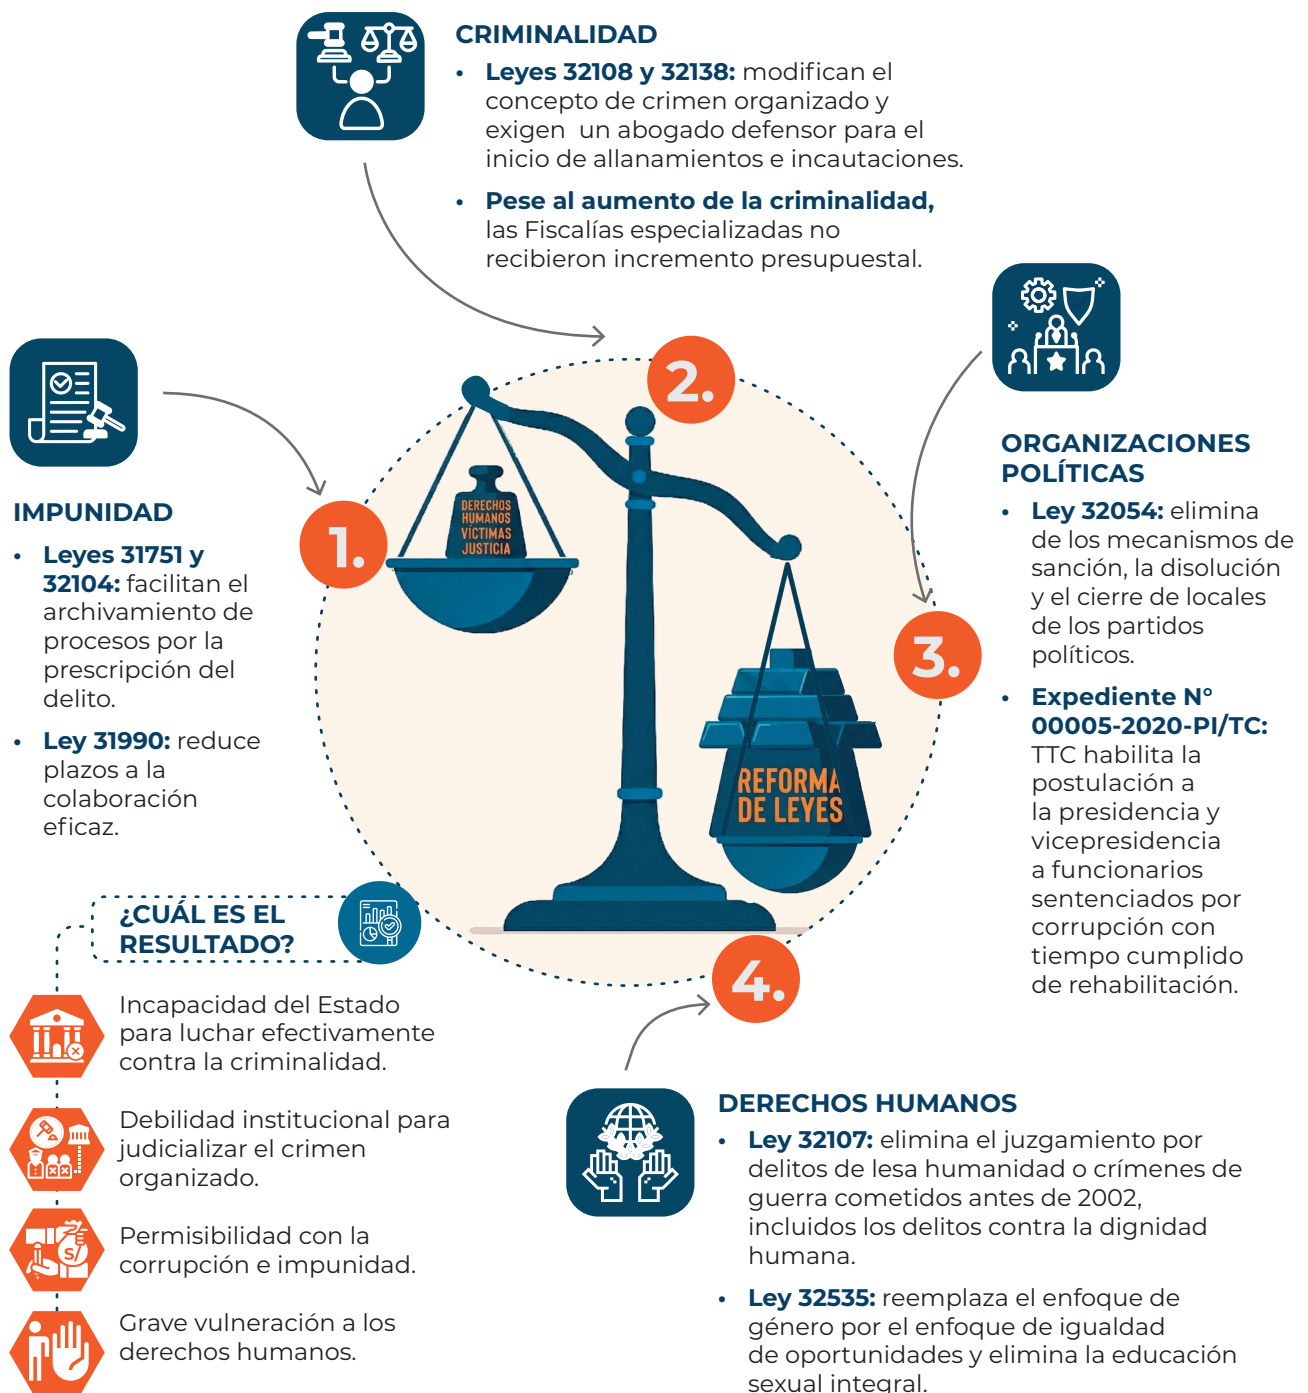 CRIMINALIDAD
• Leyes 32108 y 32138: modifican el
concepto de crimen organizado y
exigen un abogado defensor para el
inicio de allanamientos e incautaciones.
• Pese al aumento de la criminalidad,
las Fiscalías especializadas no
recibieron incremento presupuestal.
2.
1.
IMPUNIDAD
• Leyes 31751 y
32104: facilitan el
archivamiento de
procesos por la
prescripción del
delito.
• Ley 31990: reduce
plazos a la
colaboración
eficaz.
DERECHOS
HUMANOS
VÍCTIMAS
JUSTICIA
REFORMA
DE LEYES
3.
ORGANIZACIONES
POLÍTICAS
• Ley 32054: elimina
de los mecanismos de
sanción, la disolución
y el cierre de locales
de los partidos
políticos.
• Expediente N°
00005-2020-PI/TC:
TTC habilita la
postulación a
la presidencia y
vicepresidencia
a funcionarios
sentenciados por
corrupción con
tiempo cumplido
de rehabilitación.
4.
DERECHOS HUMANOS
• Ley 32107: elimina el juzgamiento por
delitos de lesa humanidad o crímenes de
guerra cometidos antes de 2002,
incluidos los delitos contra la dignidad
humana.
• Ley 32535: reemplaza el enfoque de
género por el enfoque de igualdad
de oportunidades y elimina la educación
sexual integral.
¿CUÁL ES EL
RESULTADO?
Incapacidad del Estado
para luchar efectivamente
contra la criminalidad.
Debilidad institucional para
judicializar el crimen
organizado.
S/
Permisibilidad con la
corrupción e impunidad.
Grave vulneración a los
derechos humanos.